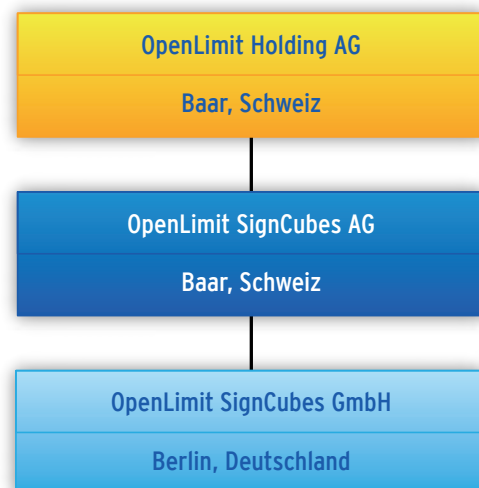 OpenLimit Holding AG
Baar, Schweiz
OpenLimit SignCubes AG
Baar, Schweiz
OpenLimit SignCubes GmbH
Berlin, Deutschland